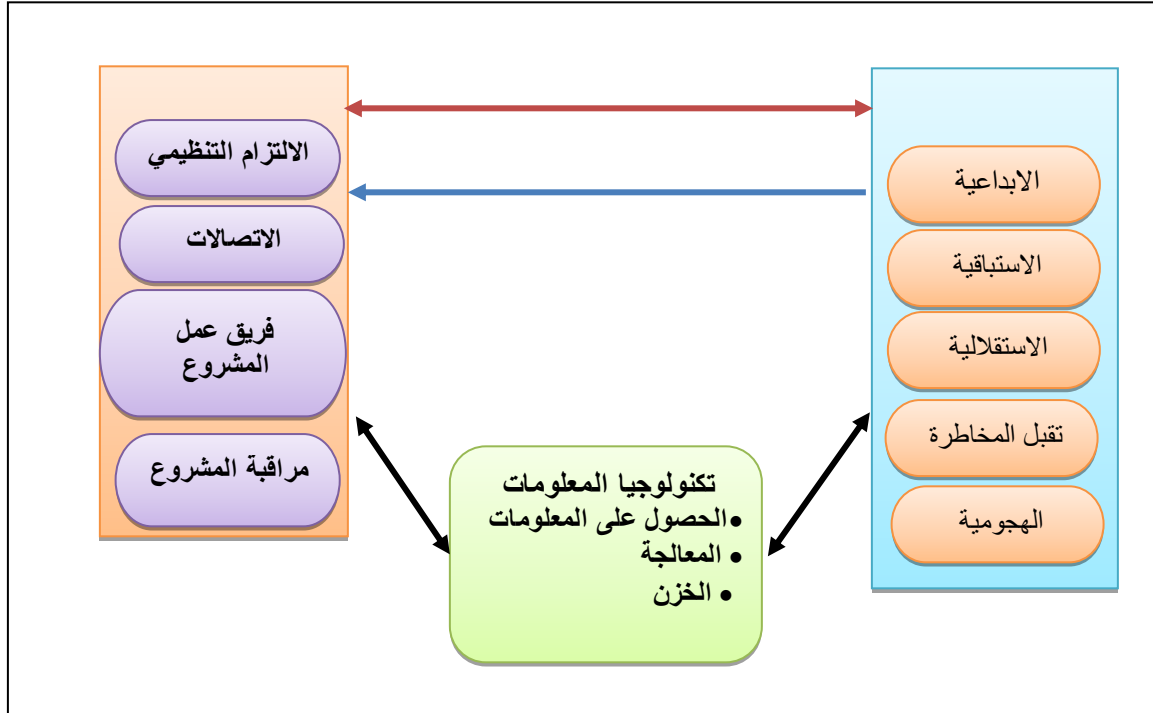 الابداعية
الاستباقية
الاستقلالية
تقبل المخاطرة
الهجومية
الالتزام التنظيمي
الاتصالات
فريق عمل
المشروع
مراقبة المشروع
تكنولوجيا المعلومات
•الحصول على المعلومات
•المعالجة
• الخزن